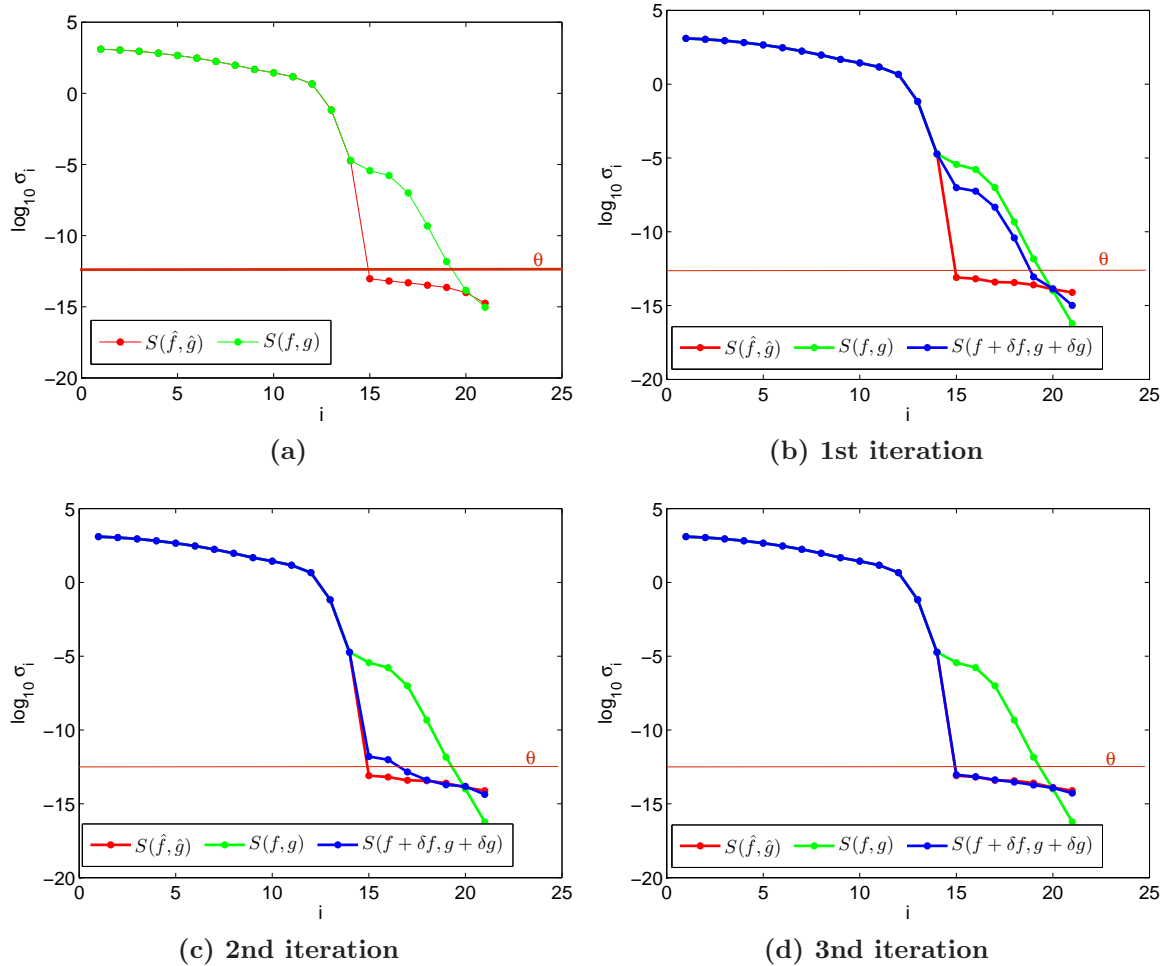 5
0
−5
−10
−15
−20
0 5 10 15 20 25
log10 σi
i
θ
S(f̂, ĝ) S(f, g)
(a)
5
0
−5
−10
−15
−20
0 5 10 15 20 25
log10 σi
i
θ
S(f̂, ĝ) S(f, g) S(f + δf, g + δg)
(b) 1st iteration
5
0
−5
−10
−15
−20
0 5 10 15 20 25
log10 σi
i
θ
S(f̂, ĝ) S(f, g) S(f + δf, g + δg)
(c) 2nd iteration
5
0
−5
−10
−15
−20
0 5 10 15 20 25
log10 σi
i
θ
S(f̂, ĝ) S(f, g) S(f + δf, g + δg)
(d) 3nd iteration